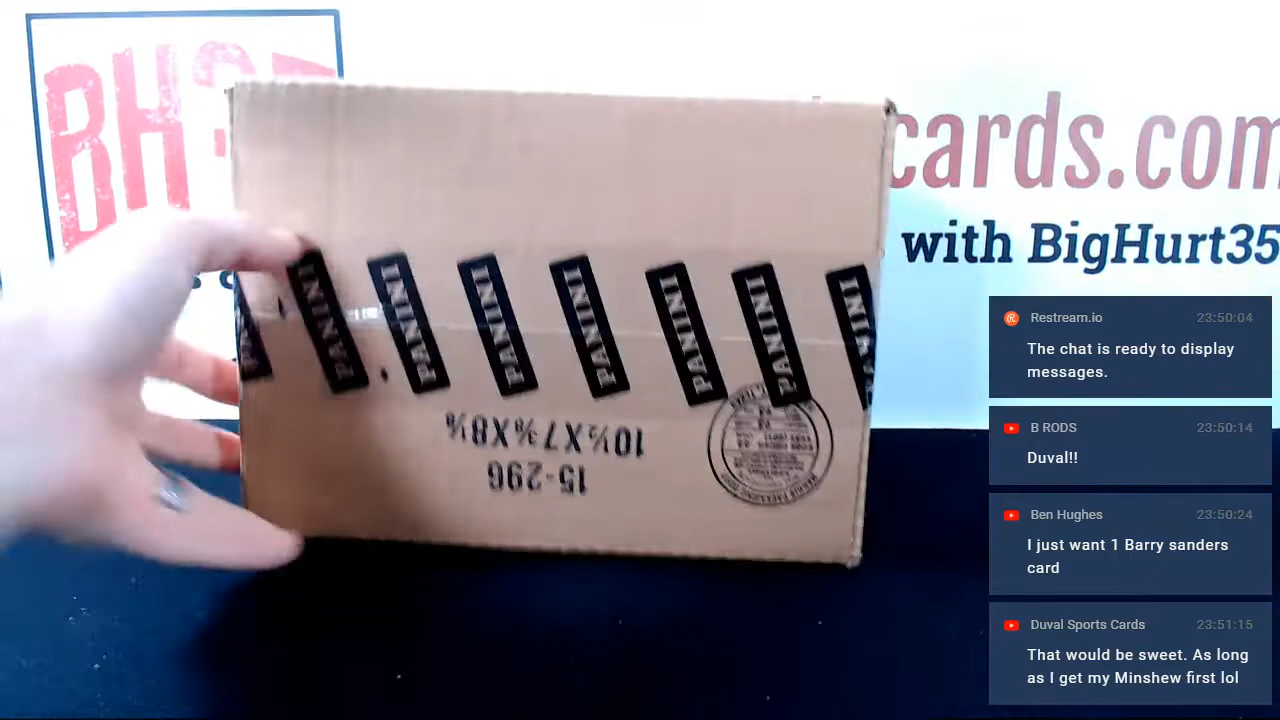 BH
cards.com
with BigHurt35
PANINI PANINI PANINI PANINI PANINI PANINI PANINI
10½X7⅜X8⅛
15-296
Restream.io 23:50:04
The chat is ready to display
messages.
B RODS 23:50:14
Duval!!
Ben Hughes 23:50:24
I just want 1 Barry sanders
card
Duval Sports Cards 23:51:15
That would be sweet. As long
as I get my Minshew first lol